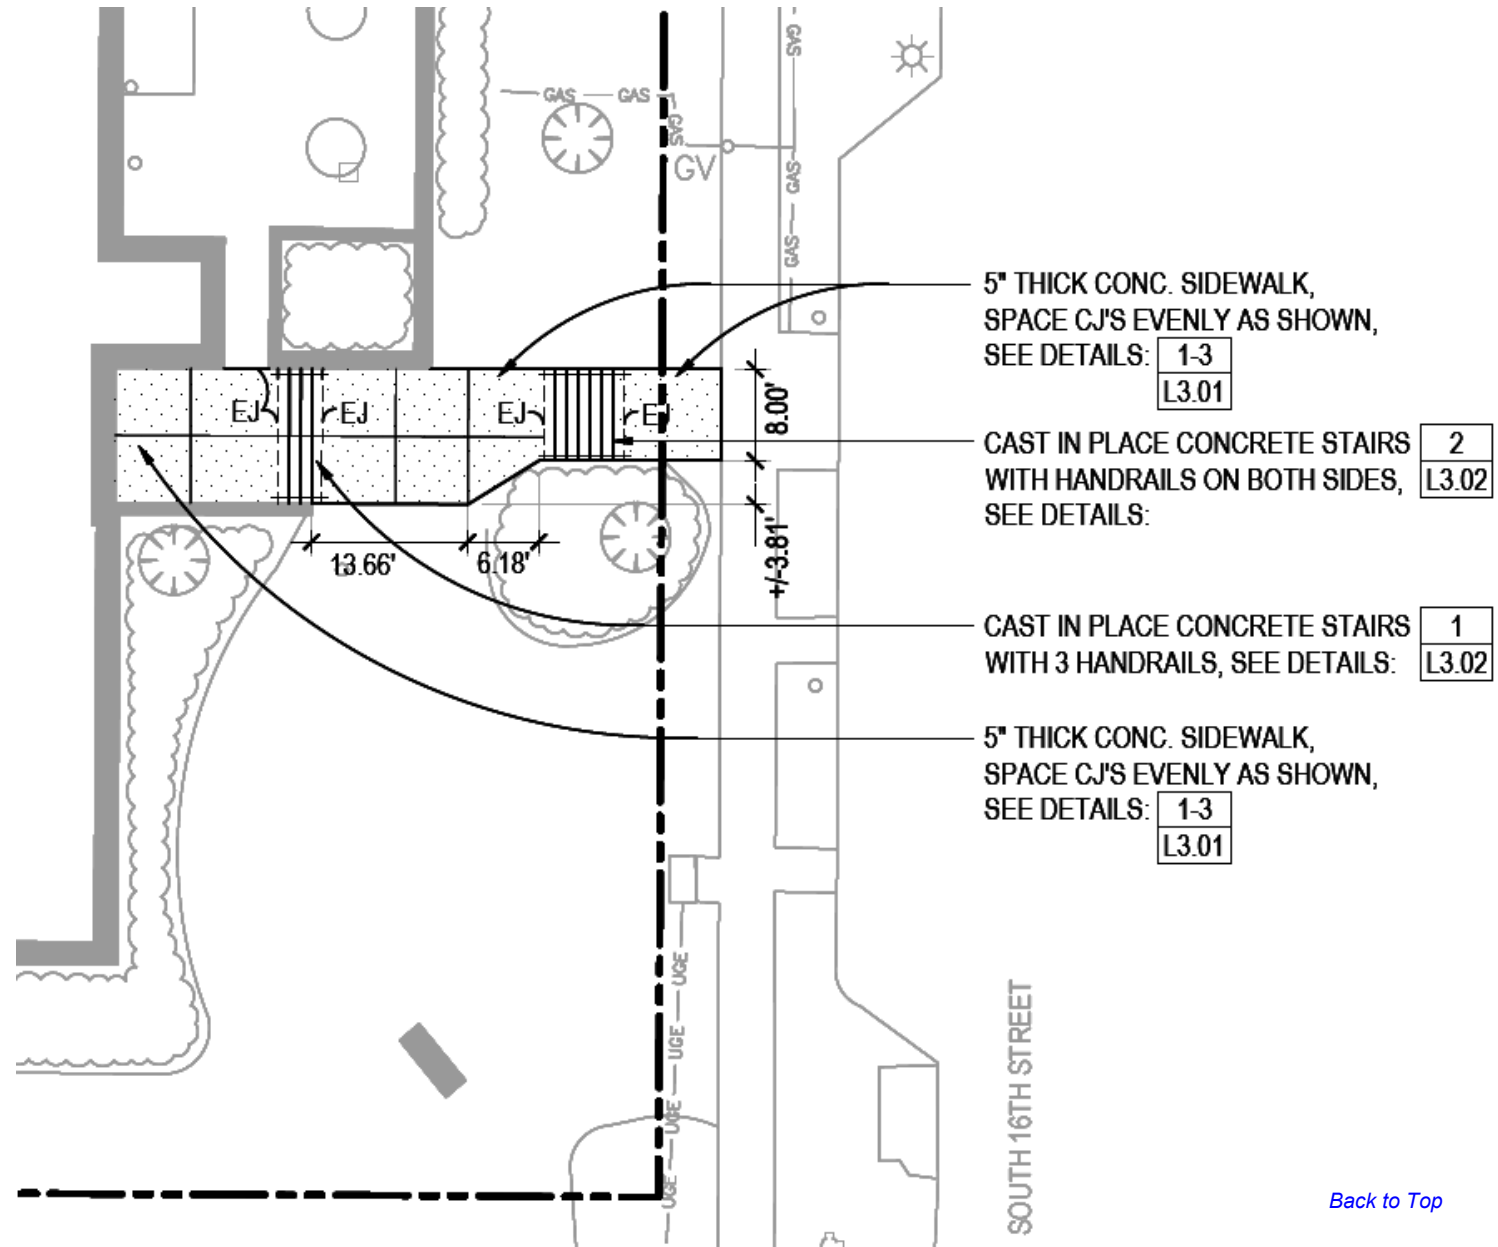 GAS
GAS
GAS
GAS
GV
GAS
GAS
5" THICK CONC. SIDEWALK,
SPACE CJ'S EVENLY AS SHOWN,
SEE DETAILS: 1-3
L3.01
EJ
EJ
EJ
EJ
8.00'
CAST IN PLACE CONCRETE STAIRS 2
WITH HANDRAILS ON BOTH SIDES, L3.02
SEE DETAILS:
13.66'
6.18'
+/-3.81'
CAST IN PLACE CONCRETE STAIRS 1
WITH 3 HANDRAILS, SEE DETAILS: L3.02
5" THICK CONC. SIDEWALK,
SPACE CJ'S EVENLY AS SHOWN,
SEE DETAILS: 1-3
L3.01
UGE
UGE
UGE
UGE
SOUTH 16TH STREET
Back to Top